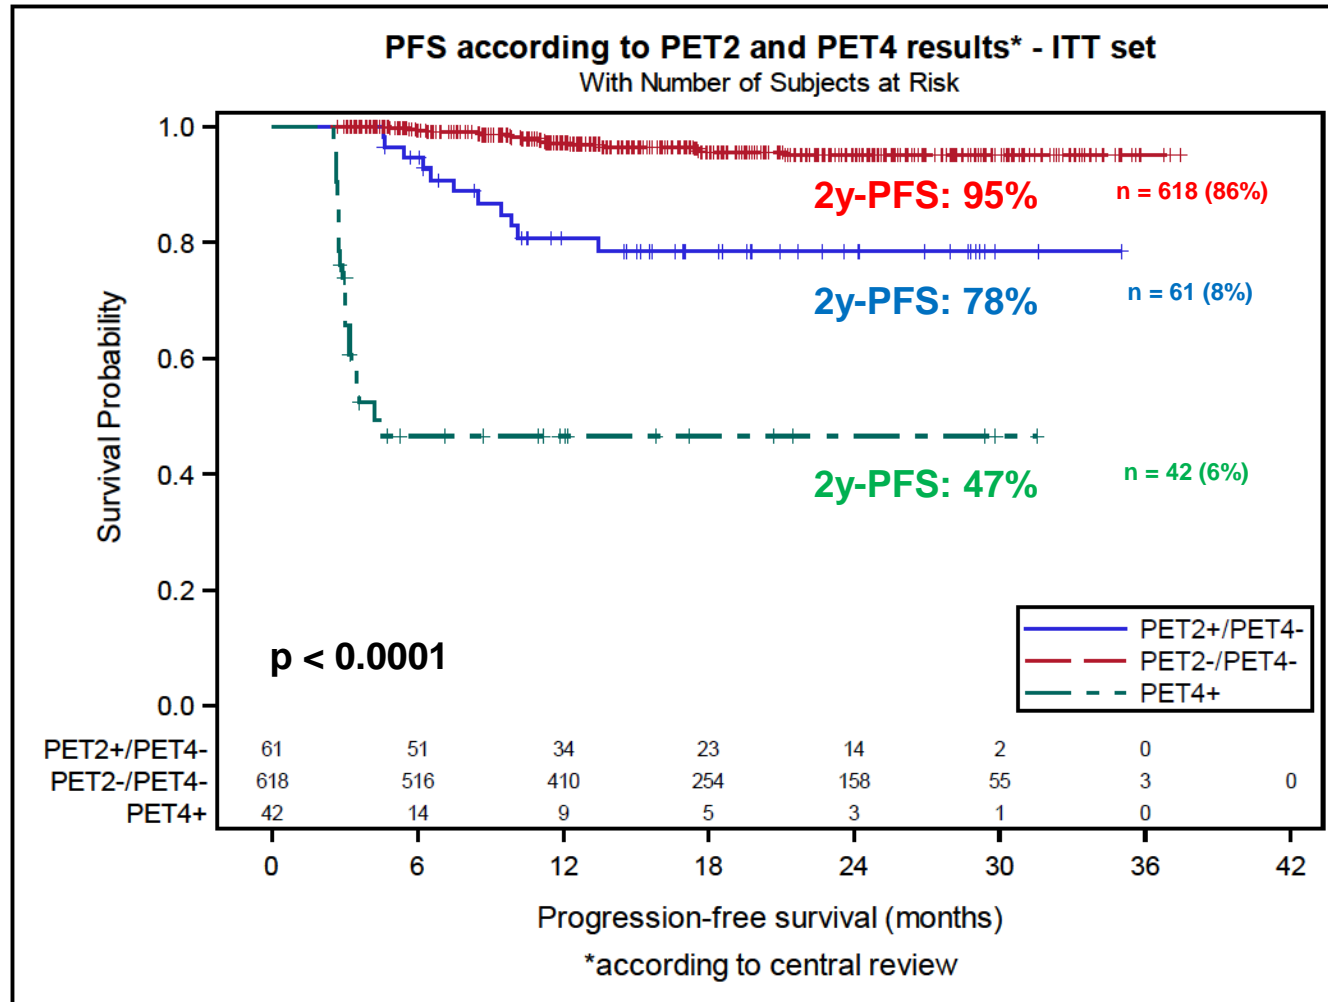 PFS according to PET2 and PET4 results* - ITT set
With Number of Subjects at Risk
Survival Probability
1.0
0.8
0.6
0.4
0.2
0.0
2y-PFS: 95%
n = 618 (86%)
2y-PFS: 78%
n = 61 (8%)
2y-PFS: 47%
n = 42 (6%)
p < 0.0001
PET2+/PET4-
PET2-/PET4-
PET4+
PET2+/PET4- 61 51 34 23 14 2 0
PET2-/PET4- 618 516 410 254 158 55 3 0
PET4+ 42 14 9 5 3 1 0
0 6 12 18 24 30 36 42
Progression-free survival (months)
*according to central review